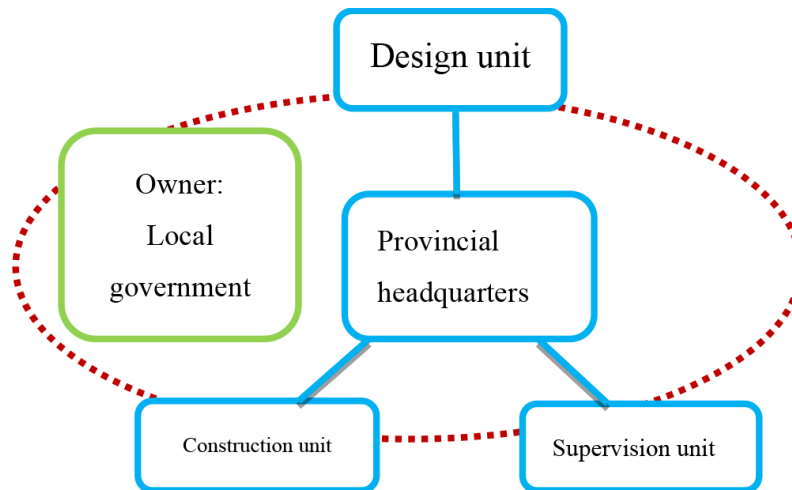 Design unit
Owner:
Local
government
Provincial
headquarters
Construction unit
Supervision unit